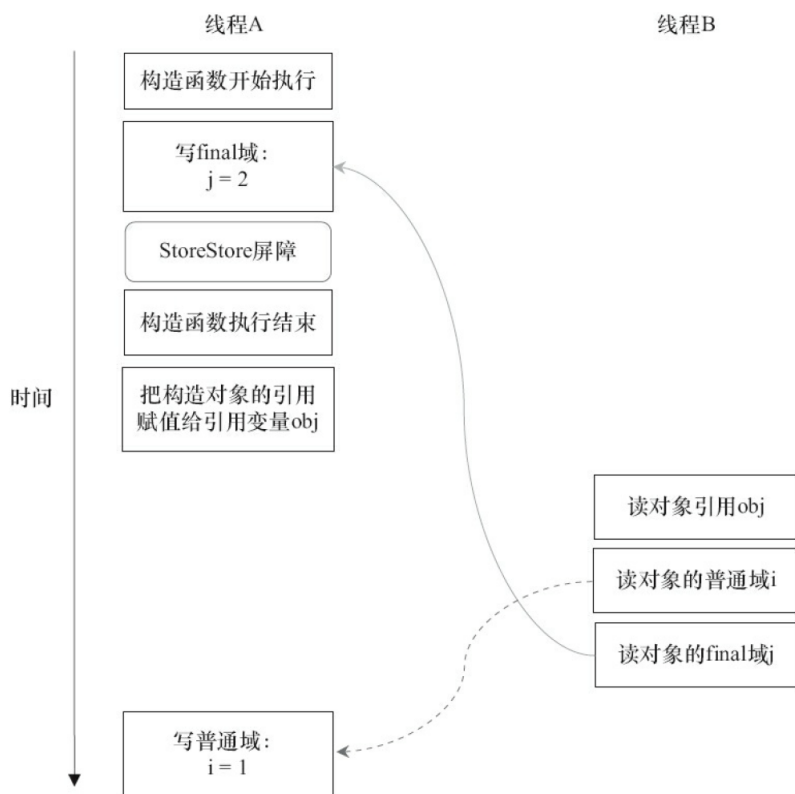 线程A
线程B
构造函数开始执行
写final域：
j = 2
StoreStore屏障
构造函数执行结束
时间
把构造对象的引用
赋值给引用变量obj
读对象引用obj
读对象的普通域i
读对象的final域j
写普通域：
i = 1